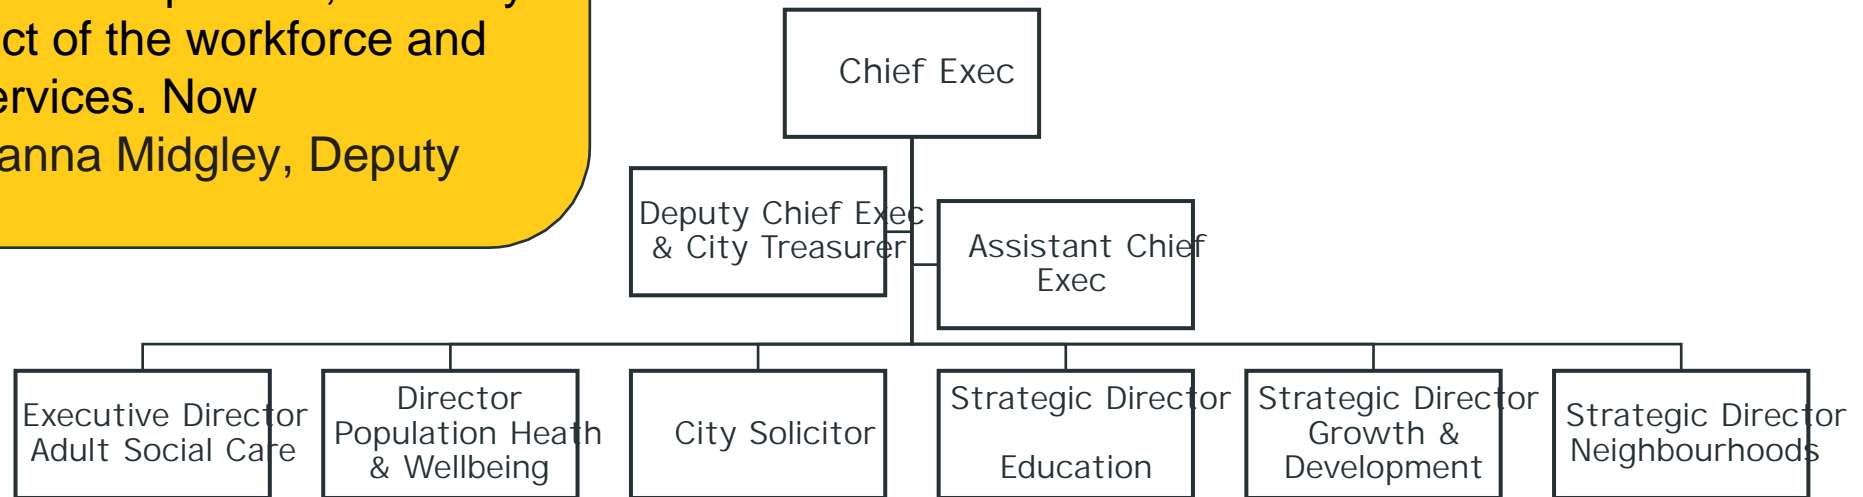 ct of the workforce and
ervices. Now
anna Midgley, Deputy
Chief Exec
Deputy Chief Exec
& City Treasurer
Assistant Chief
Exec
Executive Director
Adult Social Care
Director
Population Heath
& Wellbeing
City Solicitor
Strategic Director
Education
Strategic Director
Growth &
Development
Strategic Director
Neighbourhoods